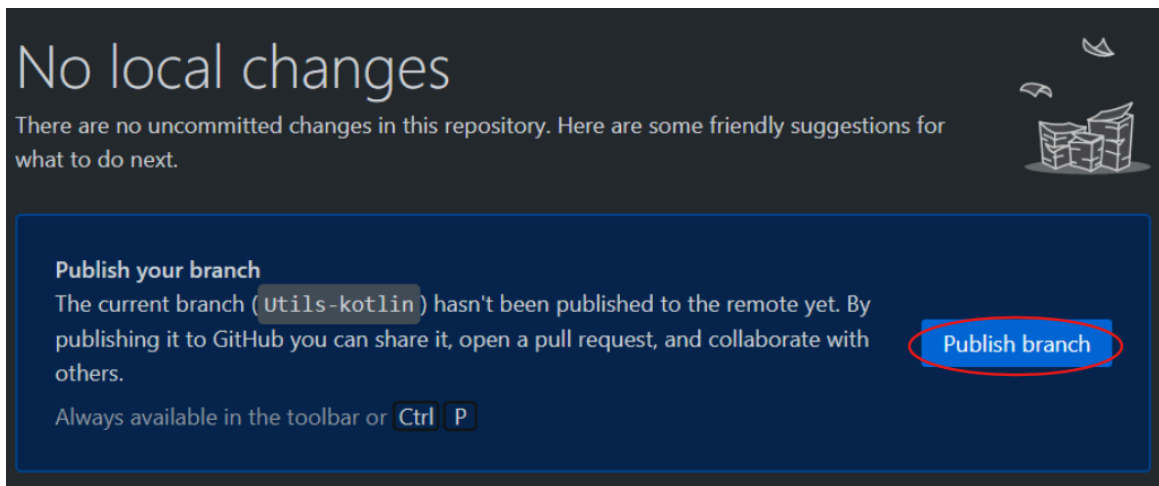 No local changes
There are no uncommitted changes in this repository. Here are some friendly suggestions for
what to do next.
Publish your branch
The current branch ( Utils-kotlin ) hasn't been published to the remote yet. By
publishing it to GitHub you can share it, open a pull request, and collaborate with
others.
Publish branch
Always available in the toolbar or Ctrl P